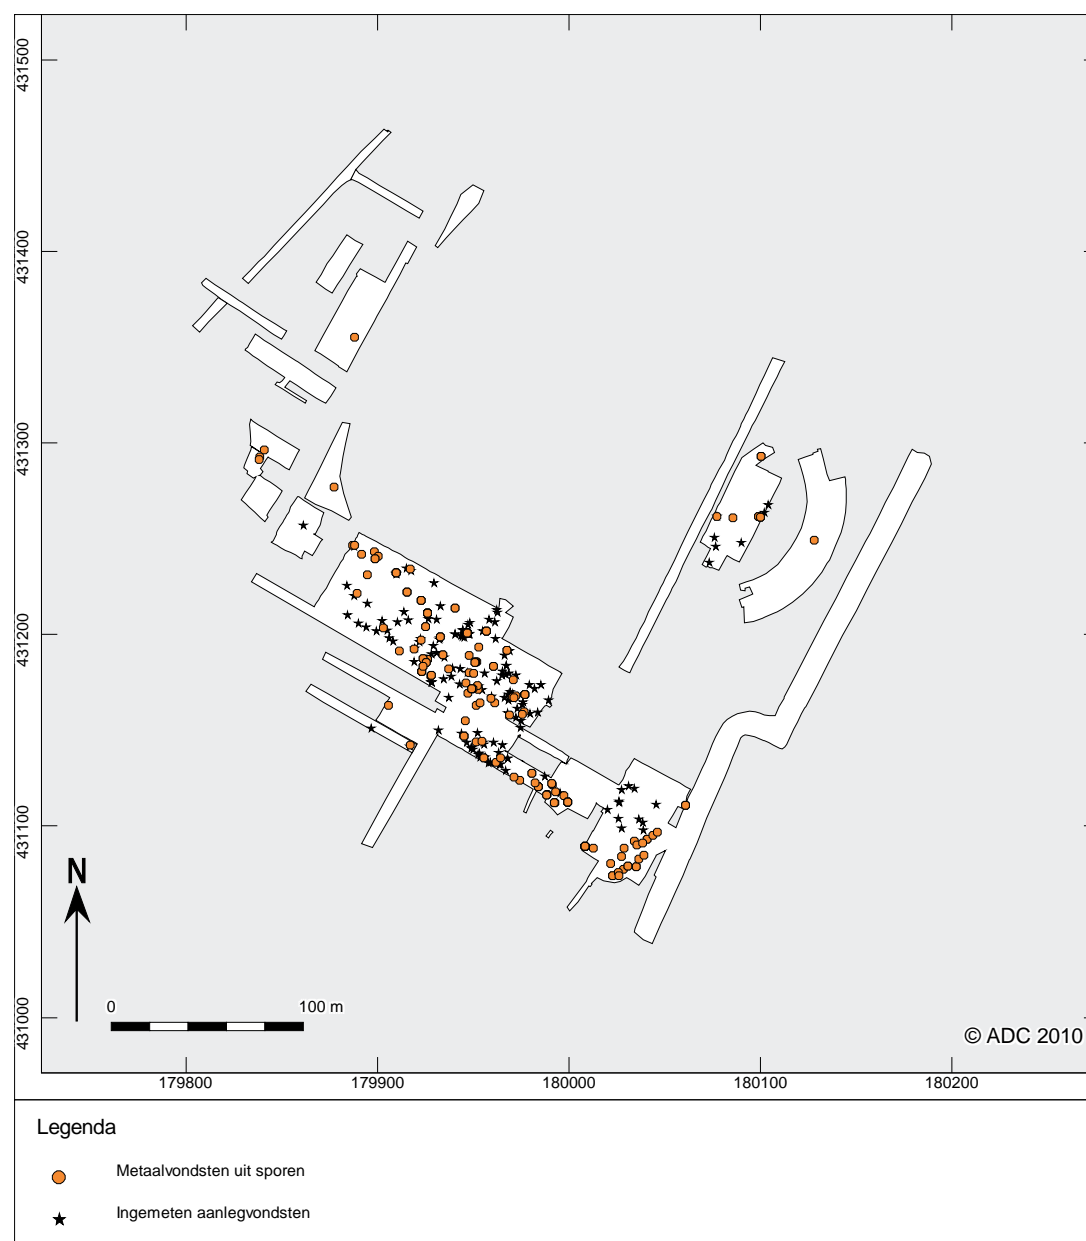 431500
431400
431300
431200
431100
431000
N
0 100 m
© ADC 2010
179800 179900 180000 180100 180200
Legenda
Metaalvondsten uit sporen
Ingemeten aanlegvondsten